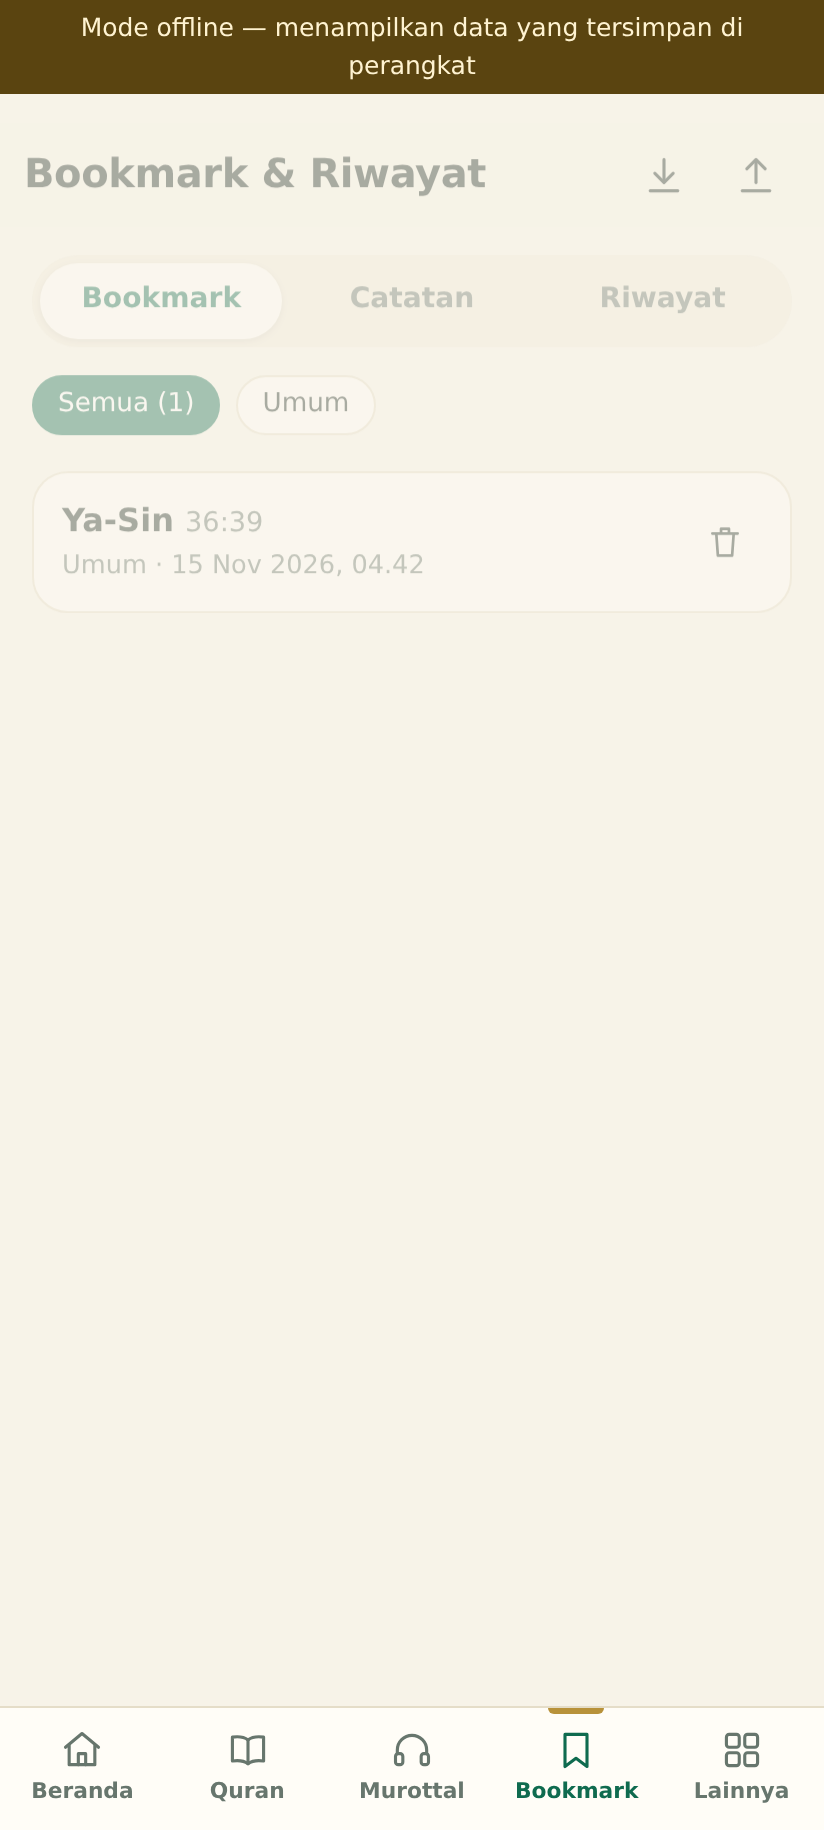 Mode offline — menampilkan data yang tersimpan di
perangkat
Bookmark & Riwayat
Bookmark
Catatan
Riwayat
Semua (1)
Umum
Ya-Sin 36:39
Umum · 15 Nov 2026, 04.42
Beranda
Quran
Murottal
Bookmark
Lainnya